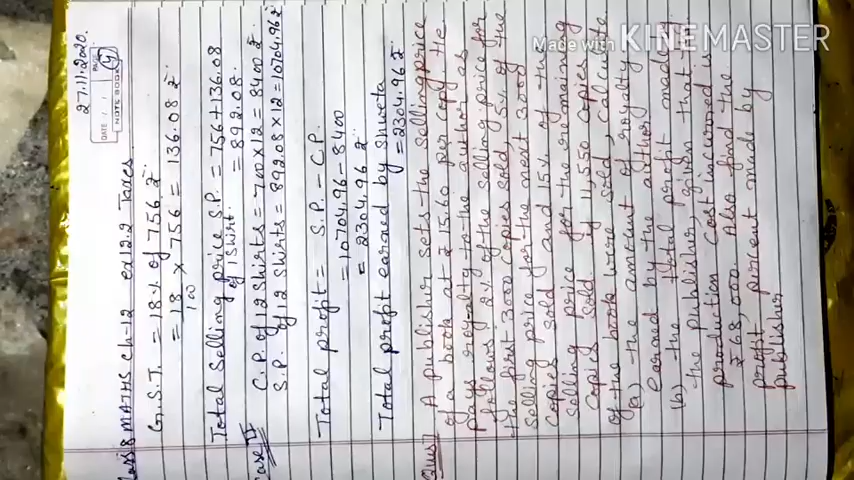 27.11.2020.
DATE: / /
PAGE 4
NOTE BOOK
Class 8 MATHS Ch-12 ex 12.2 Taxes
G.S.T. = 18% of 756 ₹
= 18/100 × 756 = 136.08 ₹
Total Selling price S.P. = 756 + 136.08
of 1 Shirt. = 892.08.
Case II C.P. of 12 Shirts = 700 × 12 = 8400 ₹
S.P. of 12 Shirts = 892.08 × 12 = 10704.96 ₹
Total profit = S.P. - C.P.
= 10704.96 - 8400
= 2304.96 ₹
Total profit earned by Shweta
= 2304.96 ₹
Ques 7 A publisher sets the selling price
of a book at ₹ 15.60 per copy. He
pays royalty to the author as
follows 2% of the selling price for
the first 3000 copies sold, 5% of the
selling price for the next 3000
copies sold and 15% of the
selling price for the remaining
copies sold. If 11,550 copies
of the book were sold, calculate.
(a) the amount of royalty
earned by the author
(b) the total profit made by
the publisher, given that the
production cost incurred is
₹ 68,000. Also find the
profit percent made by
publisher
Made with KINEMASTER